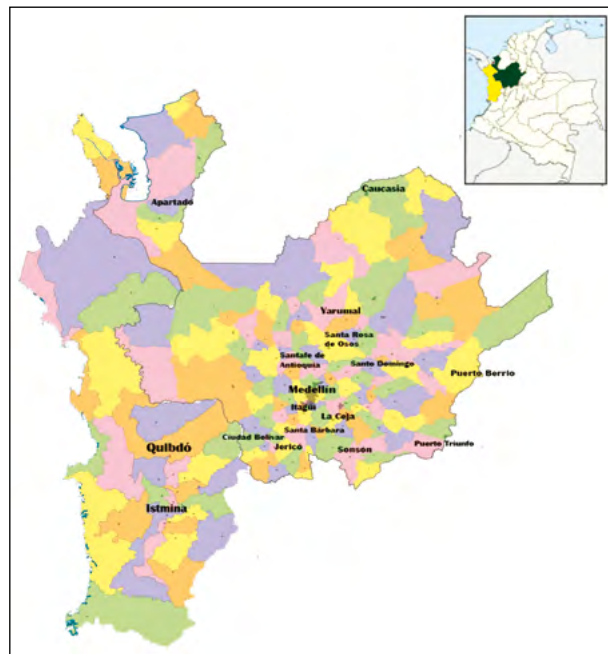 Caucasia
Apartadó
Yarumal
Santa Rosa
de Osos
Santafe de
Antioquia
Santo Domingo
Puerto Berrio
Medellín
Itagüí
La Ceja
Santa Bárbara
Ciudad Bolívar
Puerto Triunfo
Quibdó
Jericó
Sonsón
Istmina